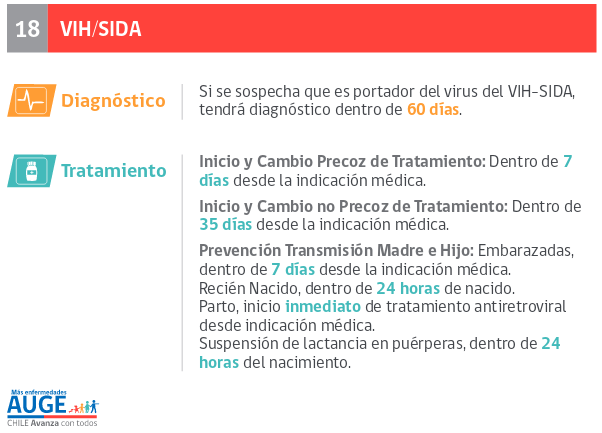 18 VIH/SIDA
Diagnóstico
Si se sospecha que es portador del virus del VIH-SIDA,
tendrá diagnóstico dentro de 60 días.
Tratamiento
Inicio y Cambio Precoz de Tratamiento: Dentro de 7
días desde la indicación médica.
Inicio y Cambio no Precoz de Tratamiento: Dentro de
35 días desde la indicación médica.
Prevención Transmisión Madre e Hijo: Embarazadas,
dentro de 7 días desde la indicación médica.
Recién Nacido, dentro de 24 horas de nacido.
Parto, inicio inmediato de tratamiento antiretroviral
desde indicación médica.
Suspensión de lactancia en puérperas, dentro de 24
horas del nacimiento.
Más enfermedades
AUGE
CHILE Avanza con todos